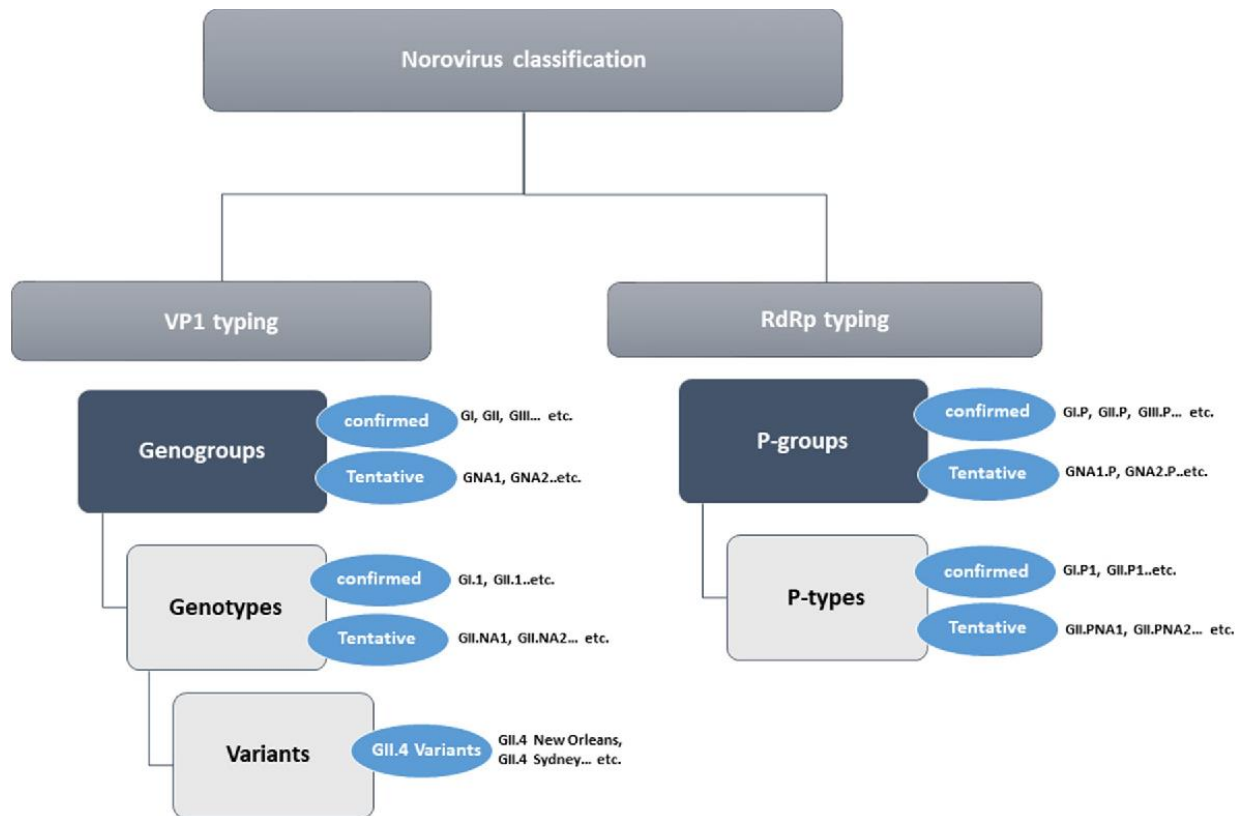 Norovirus classification
VP1 typing
RdRp typing
Genogroups
confirmed
GI, GII, GIII... etc.
Tentative
GNA1, GNA2..etc.
Genotypes
confirmed
GI.1, GII.1..etc.
Tentative
GII.NA1, GII.NA2... etc.
Variants
GII.4 Variants
GII.4 New Orleans,
GII.4 Sydney... etc.
P-groups
confirmed
GI.P, GII.P, GIII.P... etc.
Tentative
GNA1.P, GNA2.P..etc.
P-types
confirmed
GI.P1, GII.P1..etc.
Tentative
GII.PNA1, GII.PNA2... etc.